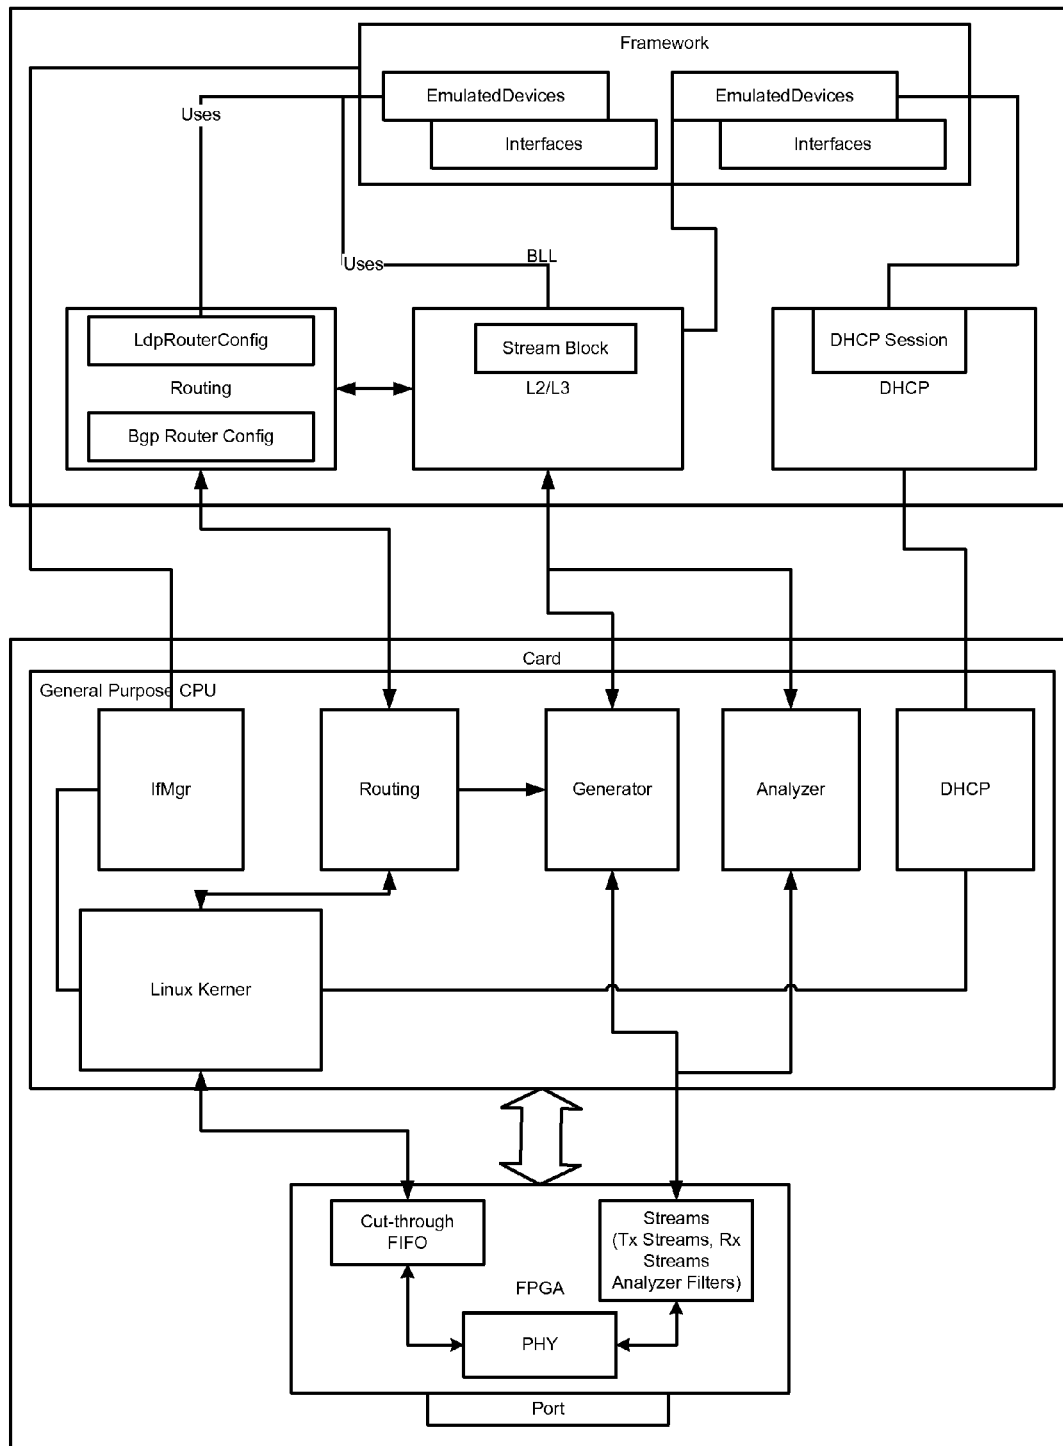 Framework
EmulatedDevices
EmulatedDevices
Interfaces
Interfaces
Uses
Uses
BLL
LdpRouterConfig
Routing
Bgp Router Config
Stream Block
L2/L3
DHCP Session
DHCP
Card
General Purpose CPU
IfMgr
Routing
Generator
Analyzer
DHCP
Linux Kerner
Cut-through
FIFO
Streams
(Tx Streams, Rx
Streams
Analyzer Filters)
FPGA
PHY
Port